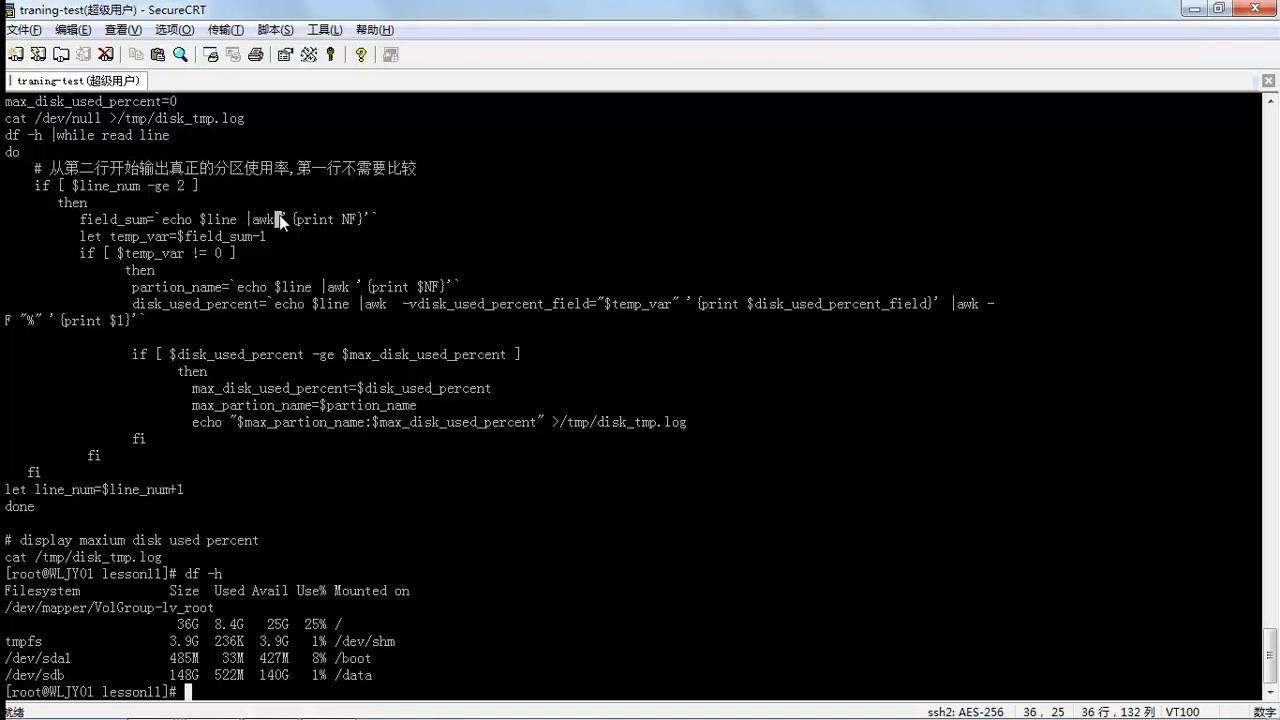 traning-test(超级用户) - SecureCRT
文件(F) 编辑(E) 查看(V) 选项(O) 传输(T) 脚本(S) 工具(L) 帮助(H)
traning-test(超级用户)
max_disk_used_percent=0
cat /dev/null >/tmp/disk_tmp.log
df -h |while read line
do
# 从第二行开始输出真正的分区使用率,第一行不需要比较
if [ $line_num -ge 2 ]
then
field_sum=`echo $line |awk '{print NF}'`
let temp_var=$field_sum-1
if [ $temp_var != 0 ]
then
partion_name=`echo $line |awk '{print $NF}'`
disk_used_percent=`echo $line |awk  -vdisk_used_percent_field="$temp_var" '{print $disk_used_percent_field}' |awk -
F "%" '{print $1}'`
if [ $disk_used_percent -ge $max_disk_used_percent ]
then
max_disk_used_percent=$disk_used_percent
max_partion_name=$partion_name
echo "$max_partion_name:$max_disk_used_percent" >/tmp/disk_tmp.log
fi
fi
fi
let line_num=$line_num+1
done
# display maxium disk used percent
cat /tmp/disk_tmp.log
[root@WLJY01 lesson11]# df -h
Filesystem            Size  Used Avail Use% Mounted on
/dev/mapper/VolGroup-lv_root
36G  8.4G   25G  25% /
tmpfs                 3.9G  236K  3.9G   1% /dev/shm
/dev/sda1             485M   33M  427M   8% /boot
/dev/sdb              148G  522M  140G   1% /data
[root@WLJY01 lesson11]#
就绪 ssh2: AES-256 36, 25 36 行, 132 列 VT100 数字